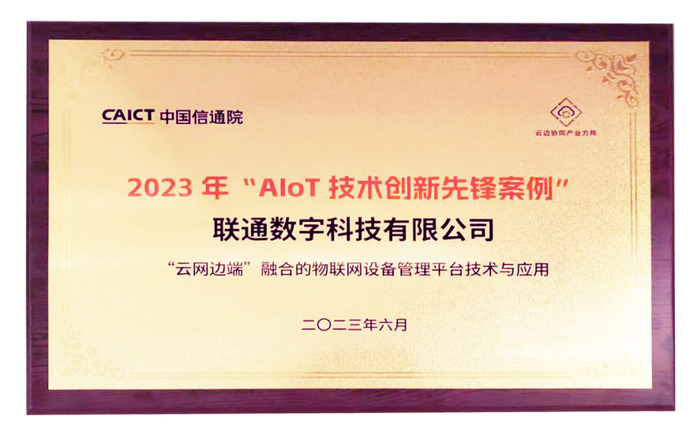 CAICT 中国信通院
云边协同产业方阵
2023 年“AIoT 技术创新先锋案例”
联通数字科技有限公司
“云网边端”融合的物联网设备管理平台技术与应用
二〇二三年六月